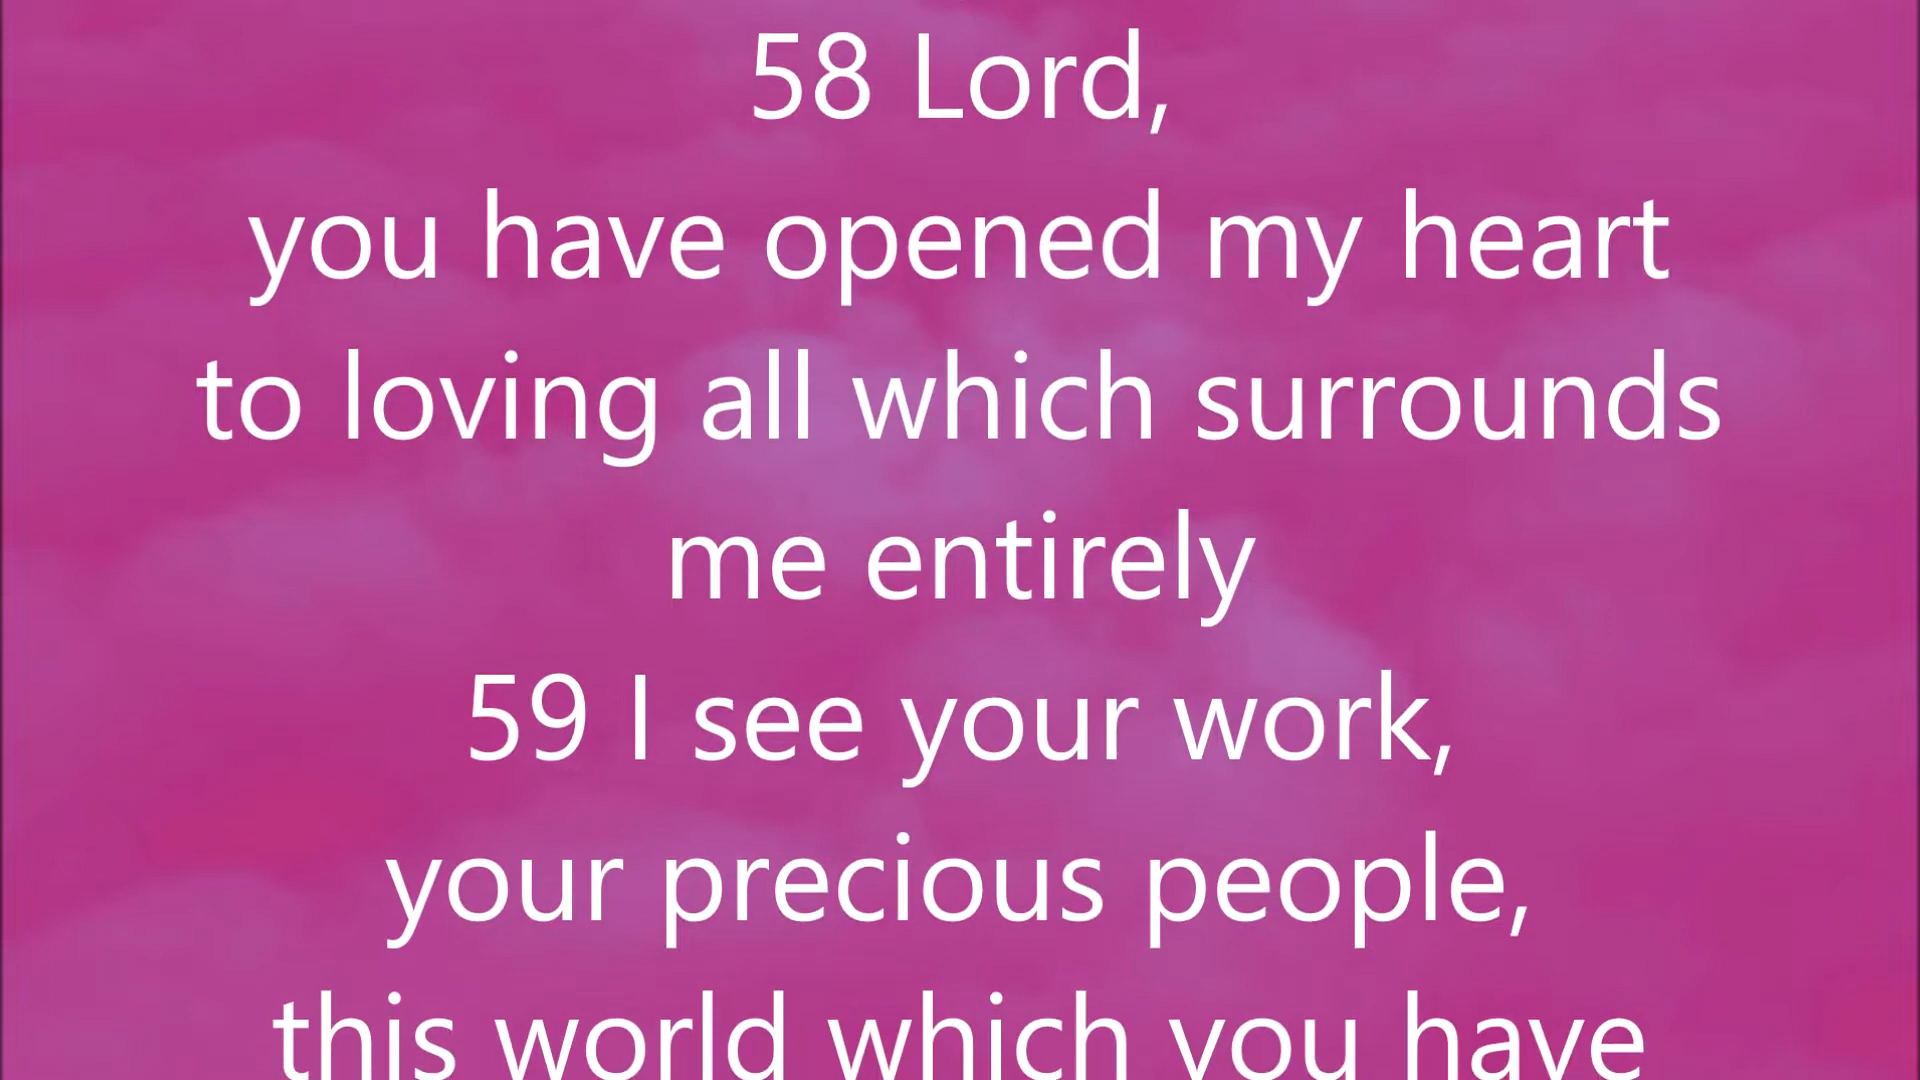 58 Lord,
you have opened my heart
to loving all which surrounds
me entirely
59 I see your work,
your precious people,
this world which you have